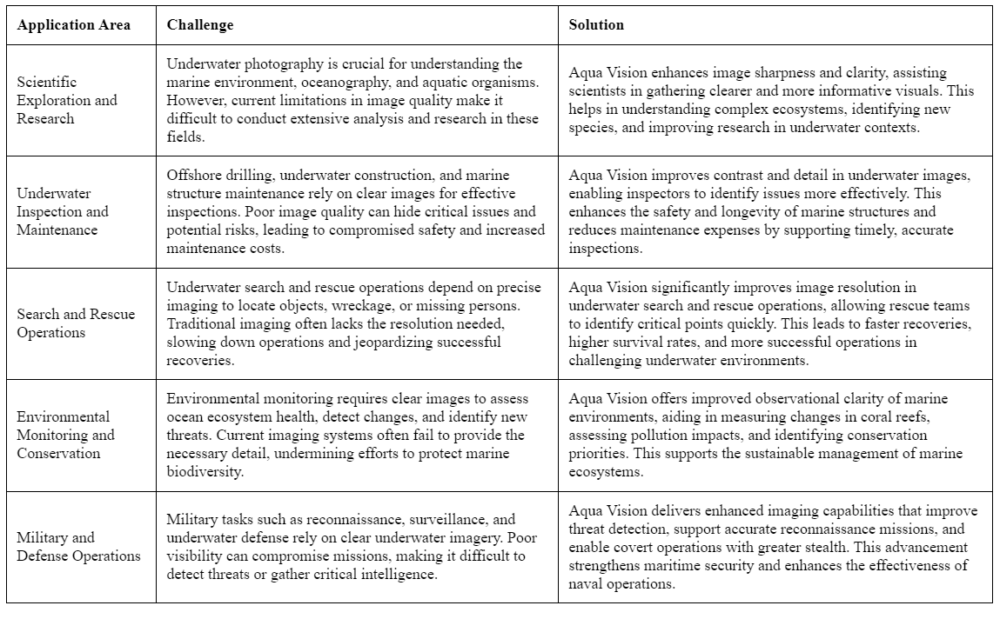 Application Area
Challenge
Solution
Scientific
Exploration and
Research
Underwater photography is crucial for understanding the
marine environment, oceanography, and aquatic organisms.
However, current limitations in image quality make it
difficult to conduct extensive analysis and research in these
fields.
Aqua Vision enhances image sharpness and clarity, assisting
scientists in gathering clearer and more informative visuals. This
helps in understanding complex ecosystems, identifying new
species, and improving research in underwater contexts.
Underwater
Inspection and
Maintenance
Offshore drilling, underwater construction, and marine
structure maintenance rely on clear images for effective
inspections. Poor image quality can hide critical issues and
potential risks, leading to compromised safety and increased
maintenance costs.
Aqua Vision improves contrast and detail in underwater images,
enabling inspectors to identify issues more effectively. This
enhances the safety and longevity of marine structures and
reduces maintenance expenses by supporting timely, accurate
inspections.
Search and Rescue
Operations
Underwater search and rescue operations depend on precise
imaging to locate objects, wreckage, or missing persons.
Traditional imaging often lacks the resolution needed,
slowing down operations and jeopardizing successful
recoveries.
Aqua Vision significantly improves image resolution in
underwater search and rescue operations, allowing rescue teams
to identify critical points quickly. This leads to faster recoveries,
higher survival rates, and more successful operations in
challenging underwater environments.
Environmental
Monitoring and
Conservation
Environmental monitoring requires clear images to assess
ocean ecosystem health, detect changes, and identify new
threats. Current imaging systems often fail to provide the
necessary detail, undermining efforts to protect marine
biodiversity.
Aqua Vision offers improved observational clarity of marine
environments, aiding in measuring changes in coral reefs,
assessing pollution impacts, and identifying conservation
priorities. This supports the sustainable management of marine
ecosystems.
Military and
Defense Operations
Military tasks such as reconnaissance, surveillance, and
underwater defense rely on clear underwater imagery. Poor
visibility can compromise missions, making it difficult to
detect threats or gather critical intelligence.
Aqua Vision delivers enhanced imaging capabilities that improve
threat detection, support accurate reconnaissance missions, and
enable covert operations with greater stealth. This advancement
strengthens maritime security and enhances the effectiveness of
naval operations.